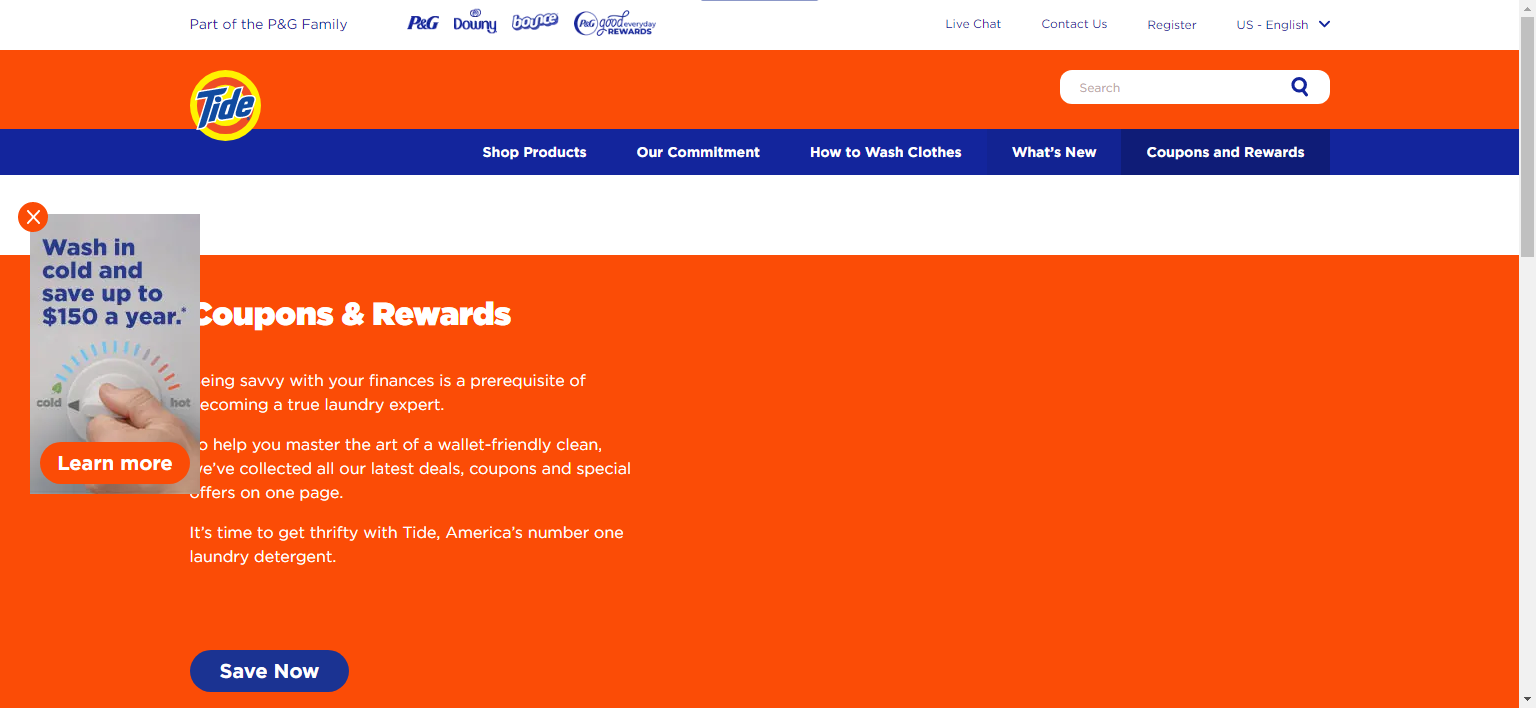 Part of the P&G Family
P&G
Downy
bounce
P&G good everyday
REWARDS
Live Chat
Contact Us
Register
US - English
Tide
Search
Shop Products
Our Commitment
How to Wash Clothes
What's New
Coupons and Rewards
Wash in
cold and
save up to
$150 a year.*
cold
hot
Learn more
Coupons & Rewards
eing savvy with your finances is a prerequisite of
ecoming a true laundry expert.
o help you master the art of a wallet-friendly clean,
we've collected all our latest deals, coupons and special
offers on one page.
It's time to get thrifty with Tide, America's number one
laundry detergent.
Save Now